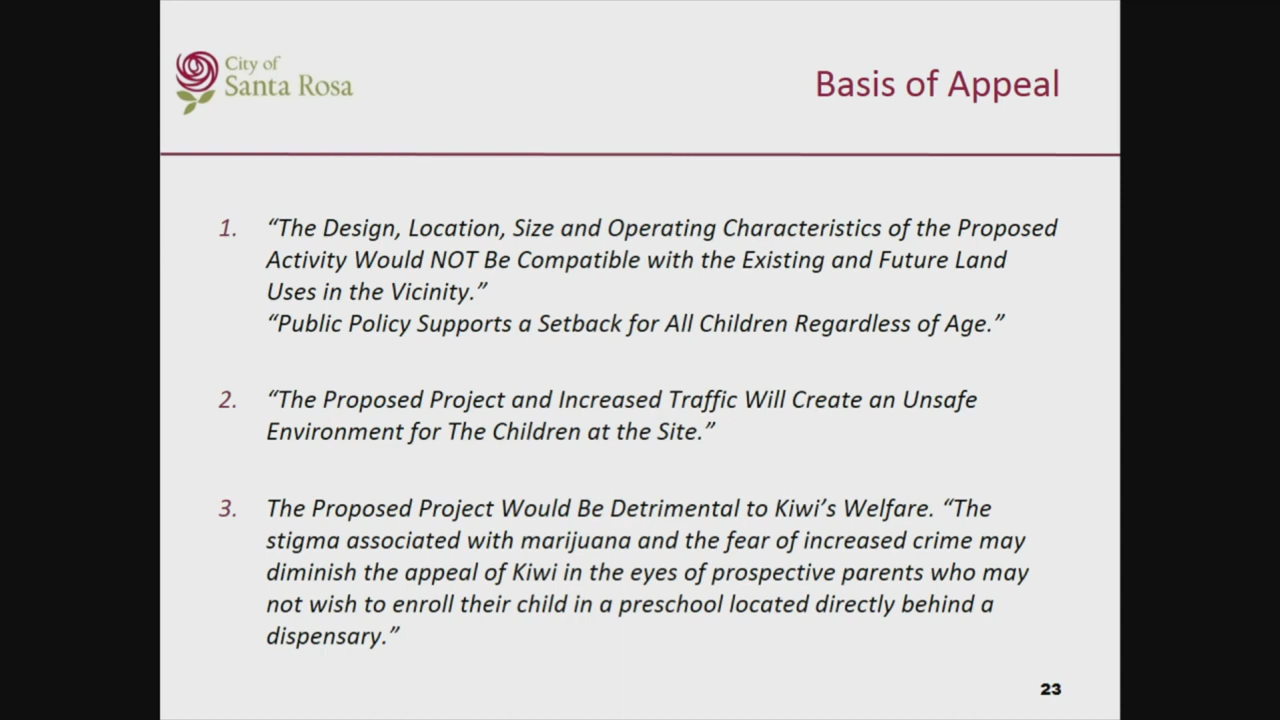 City of
Santa Rosa
Basis of Appeal
1. “The Design, Location, Size and Operating Characteristics of the Proposed
Activity Would NOT Be Compatible with the Existing and Future Land
Uses in the Vicinity.”
“Public Policy Supports a Setback for All Children Regardless of Age.”
2. “The Proposed Project and Increased Traffic Will Create an Unsafe
Environment for The Children at the Site.”
3. The Proposed Project Would Be Detrimental to Kiwi’s Welfare. “The
stigma associated with marijuana and the fear of increased crime may
diminish the appeal of Kiwi in the eyes of prospective parents who may
not wish to enroll their child in a preschool located directly behind a
dispensary.”
23